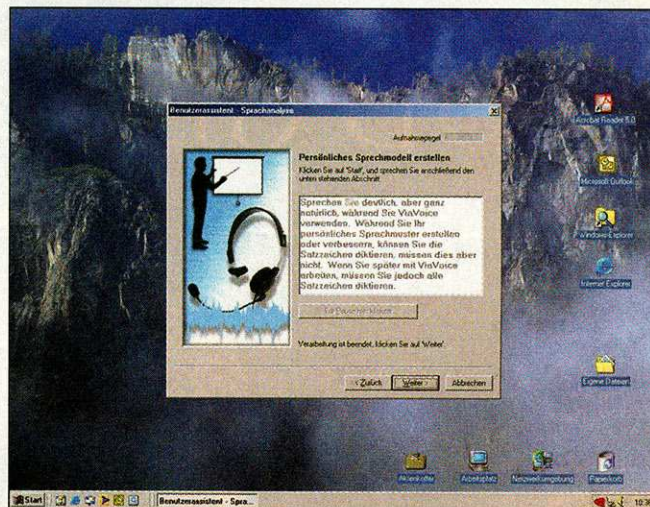 Benutzerassistent - Sprachanalyse
Aufnahmepegel
Persönliches Sprechmodell erstellen
Klicken Sie auf 'Start', und sprechen Sie anschließend den
unten stehenden Abschnitt
Sprechen Sie deutlich, aber ganz
natürlich, während Sie ViaVoice
verwenden. Während Sie Ihr
persönliches Sprechmuster erstellen
oder verbessern, können Sie die
Satzzeichen diktieren, müssen dies aber
nicht. Wenn Sie später mit ViaVoice
arbeiten, müssen Sie jedoch alle
Satzzeichen diktieren.
Verarbeitung ist beendet, klicken Sie auf 'Weiter'.
< Zurück Weiter > Abbrechen
Acrobat Reader 5.0
Microsoft Outlook
Windows-Explorer
Internet Explorer
Eigene Dateien
Aktenkoffer Arbeitsplatz Netzwerkumgebung Papierkorb
Start Benutzerassistent - Spra...